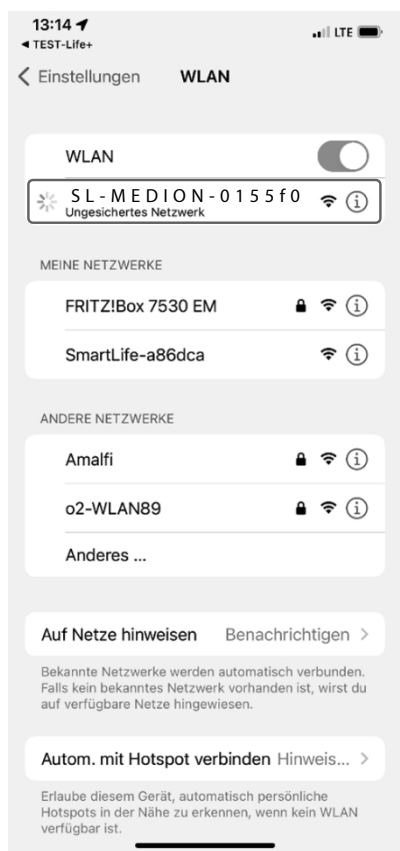 13:14
LTE
◀ TEST-Life+
Einstellungen WLAN
WLAN
SL-MEDION-0155f0
Ungesichertes Netzwerk
MEINE NETZWERKE
FRITZ!Box 7530 EM
SmartLife-a86dca
ANDERE NETZWERKE
Amalfi
o2-WLAN89
Anderes ...
Auf Netze hinweisen Benachrichtigen
Bekannte Netzwerke werden automatisch verbunden.
Falls kein bekanntes Netzwerk vorhanden ist, wirst du
auf verfügbare Netze hingewiesen.
Autom. mit Hotspot verbinden Hinweis...
Erlaube diesem Gerät, automatisch persönliche
Hotspots in der Nähe zu erkennen, wenn kein WLAN
verfügbar ist.